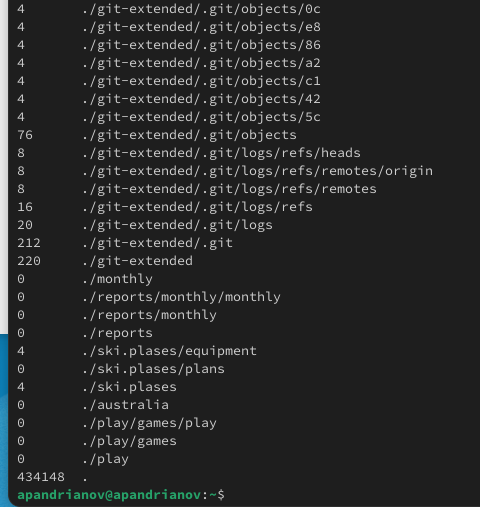 4 ./git-extended/.git/objects/0c
4 ./git-extended/.git/objects/e8
4 ./git-extended/.git/objects/86
4 ./git-extended/.git/objects/a2
4 ./git-extended/.git/objects/c1
4 ./git-extended/.git/objects/42
4 ./git-extended/.git/objects/5c
76 ./git-extended/.git/objects
8 ./git-extended/.git/logs/refs/heads
8 ./git-extended/.git/logs/refs/remotes/origin
8 ./git-extended/.git/logs/refs/remotes
16 ./git-extended/.git/logs/refs
20 ./git-extended/.git/logs
212 ./git-extended/.git
220 ./git-extended
0 ./monthly
0 ./reports/monthly/monthly
0 ./reports/monthly
0 ./reports
4 ./ski.plases/equipment
0 ./ski.plases/plans
4 ./ski.plases
0 ./australia
0 ./play/games/play
0 ./play/games
0 ./play
434148 .
apandrianov@apandrianov:~$